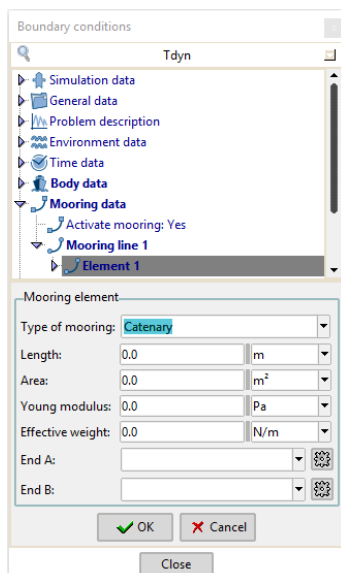 Boundary conditions
x
Tdyn
Simulation data
General data
Problem description
Environment data
Time data
Body data
Mooring data
Activate mooring: Yes
Mooring line 1
Element 1
Mooring element
Type of mooring: Catenary
Length: 0.0 m
Area: 0.0 m²
Young modulus: 0.0 Pa
Effective weight: 0.0 N/m
End A:
End B:
OK Cancel
Close